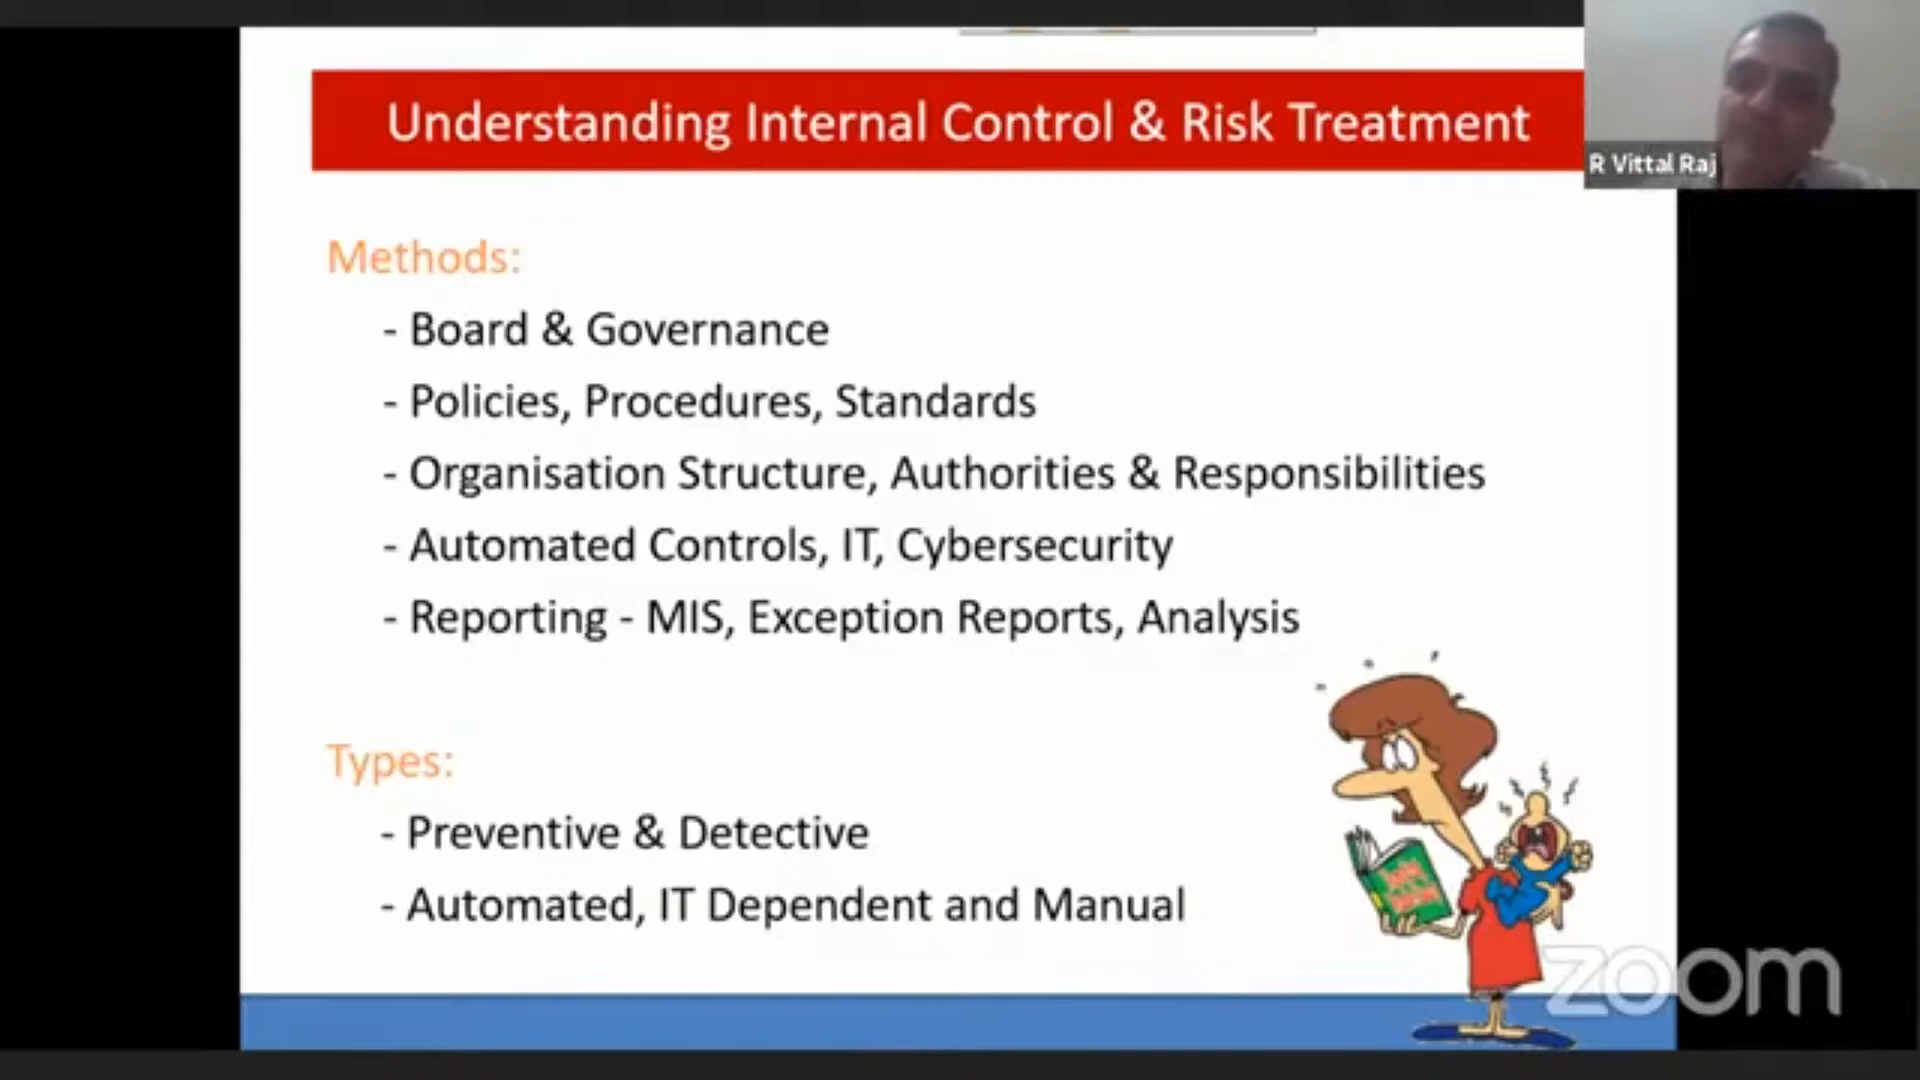 Understanding Internal Control & Risk Treatment
R Vittal Raj
Methods:
- Board & Governance
- Policies, Procedures, Standards
- Organisation Structure, Authorities & Responsibilities
- Automated Controls, IT, Cybersecurity
- Reporting - MIS, Exception Reports, Analysis
Types:
- Preventive & Detective
- Automated, IT Dependent and Manual
zoom